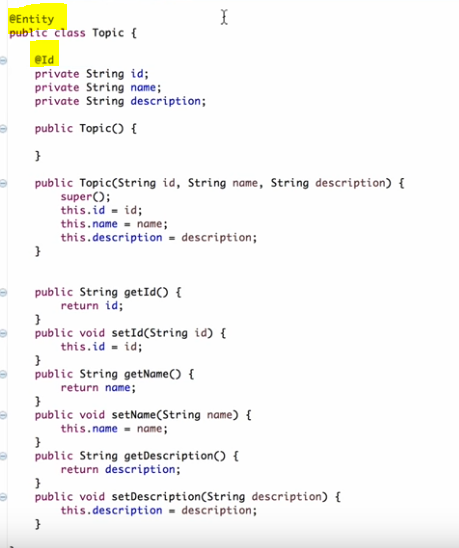 @Entity
public class Topic {
@Id
private String id;
private String name;
private String description;
public Topic() {
}
public Topic(String id, String name, String description) {
super();
this.id = id;
this.name = name;
this.description = description;
}
public String getId() {
return id;
}
public void setId(String id) {
this.id = id;
}
public String getName() {
return name;
}
public void setName(String name) {
this.name = name;
}
public String getDescription() {
return description;
}
public void setDescription(String description) {
this.description = description;
}